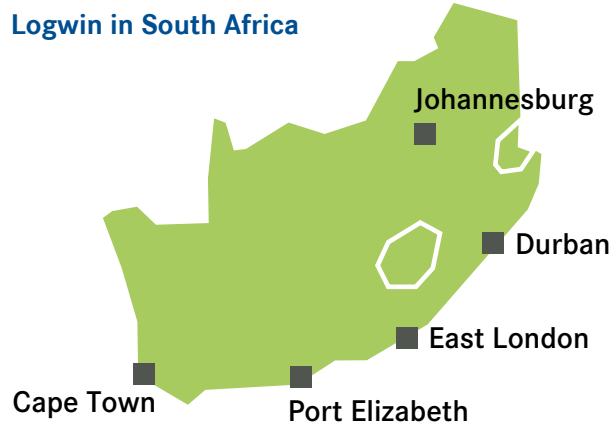 Logwin in South Africa
Johannesburg
Durban
East London
Cape Town
Port Elizabeth